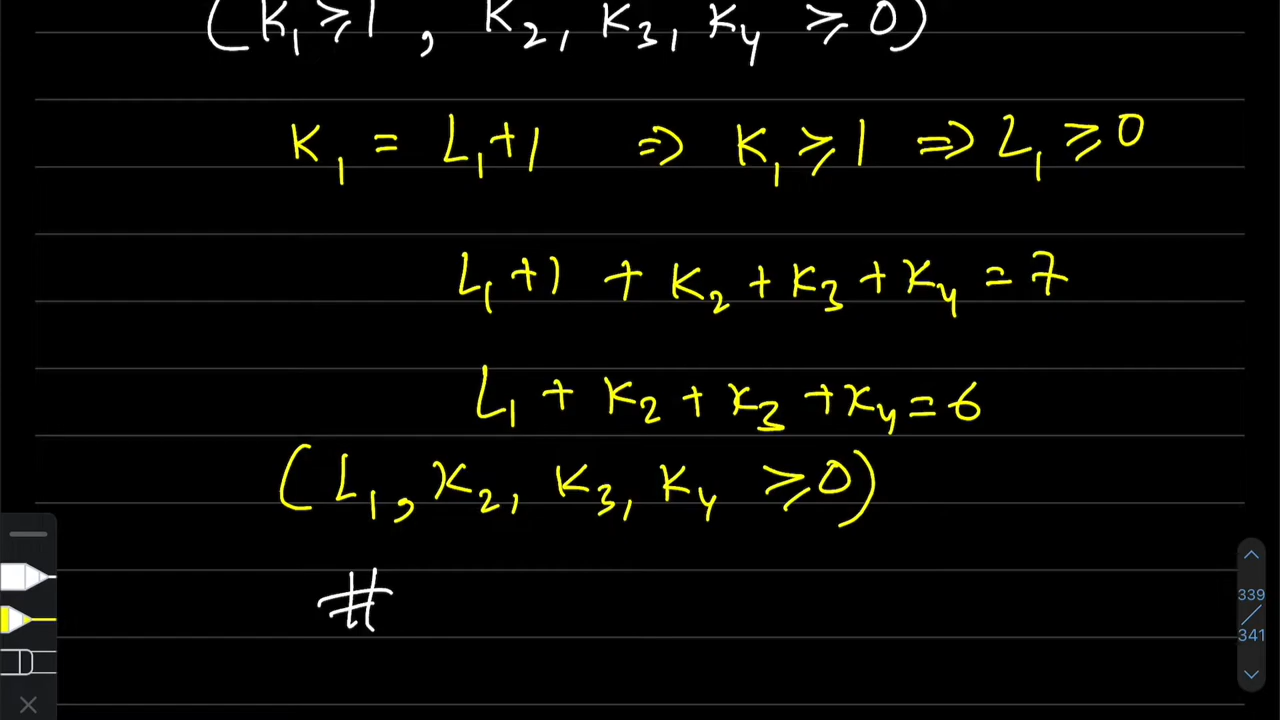 (K₁ ≥ 1 , K₂, K₃, K₄ ≥ 0)
K₁ = L₁+1 ⇒ K₁ ≥ 1 ⇒ L₁ ≥ 0
L₁+1 + K₂ + K₃ + K₄ = 7
L₁ + K₂ + K₃ + K₄ = 6
(L₁, K₂, K₃, K₄ ≥ 0)
#
339
/
341